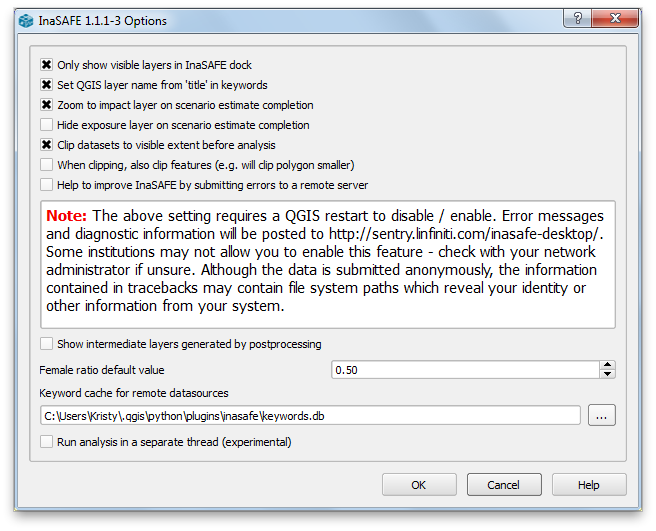 InaSAFE 1.1.1-3 Options
Only show visible layers in InaSAFE dock
Set QGIS layer name from 'title' in keywords
Zoom to impact layer on scenario estimate completion
Hide exposure layer on scenario estimate completion
Clip datasets to visible extent before analysis
When clipping, also clip features (e.g. will clip polygon smaller)
Help to improve InaSAFE by submitting errors to a remote server
Note: The above setting requires a QGIS restart to disable / enable. Error messages
and diagnostic information will be posted to http://sentry.linfiniti.com/inasafe-desktop/.
Some institutions may not allow you to enable this feature - check with your network
administrator if unsure. Although the data is submitted anonymously, the information
contained in tracebacks may contain file system paths which reveal your identity or
other information from your system.
Show intermediate layers generated by postprocessing
Female ratio default value
0.50
Keyword cache for remote datasources
C:\Users\Kristy\.qgis\python\plugins\inasafe\keywords.db
...
Run analysis in a separate thread (experimental)
OK
Cancel
Help